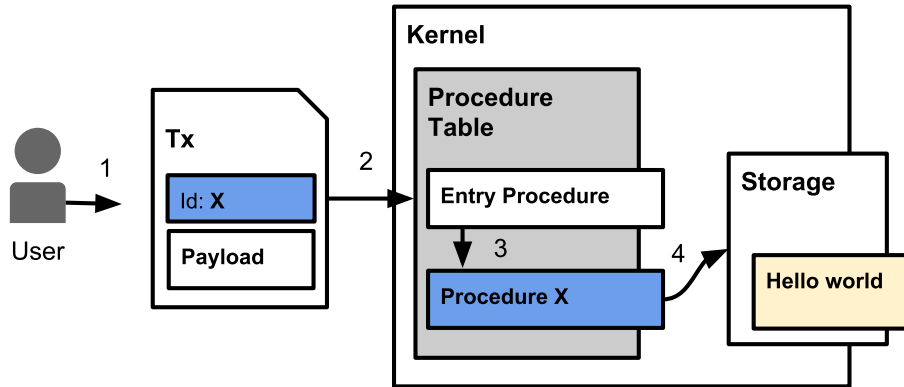 Kernel
Procedure
Table
Tx
1
2
Id: X
Entry Procedure
Storage
User
Payload
3
4
Procedure X
Hello world